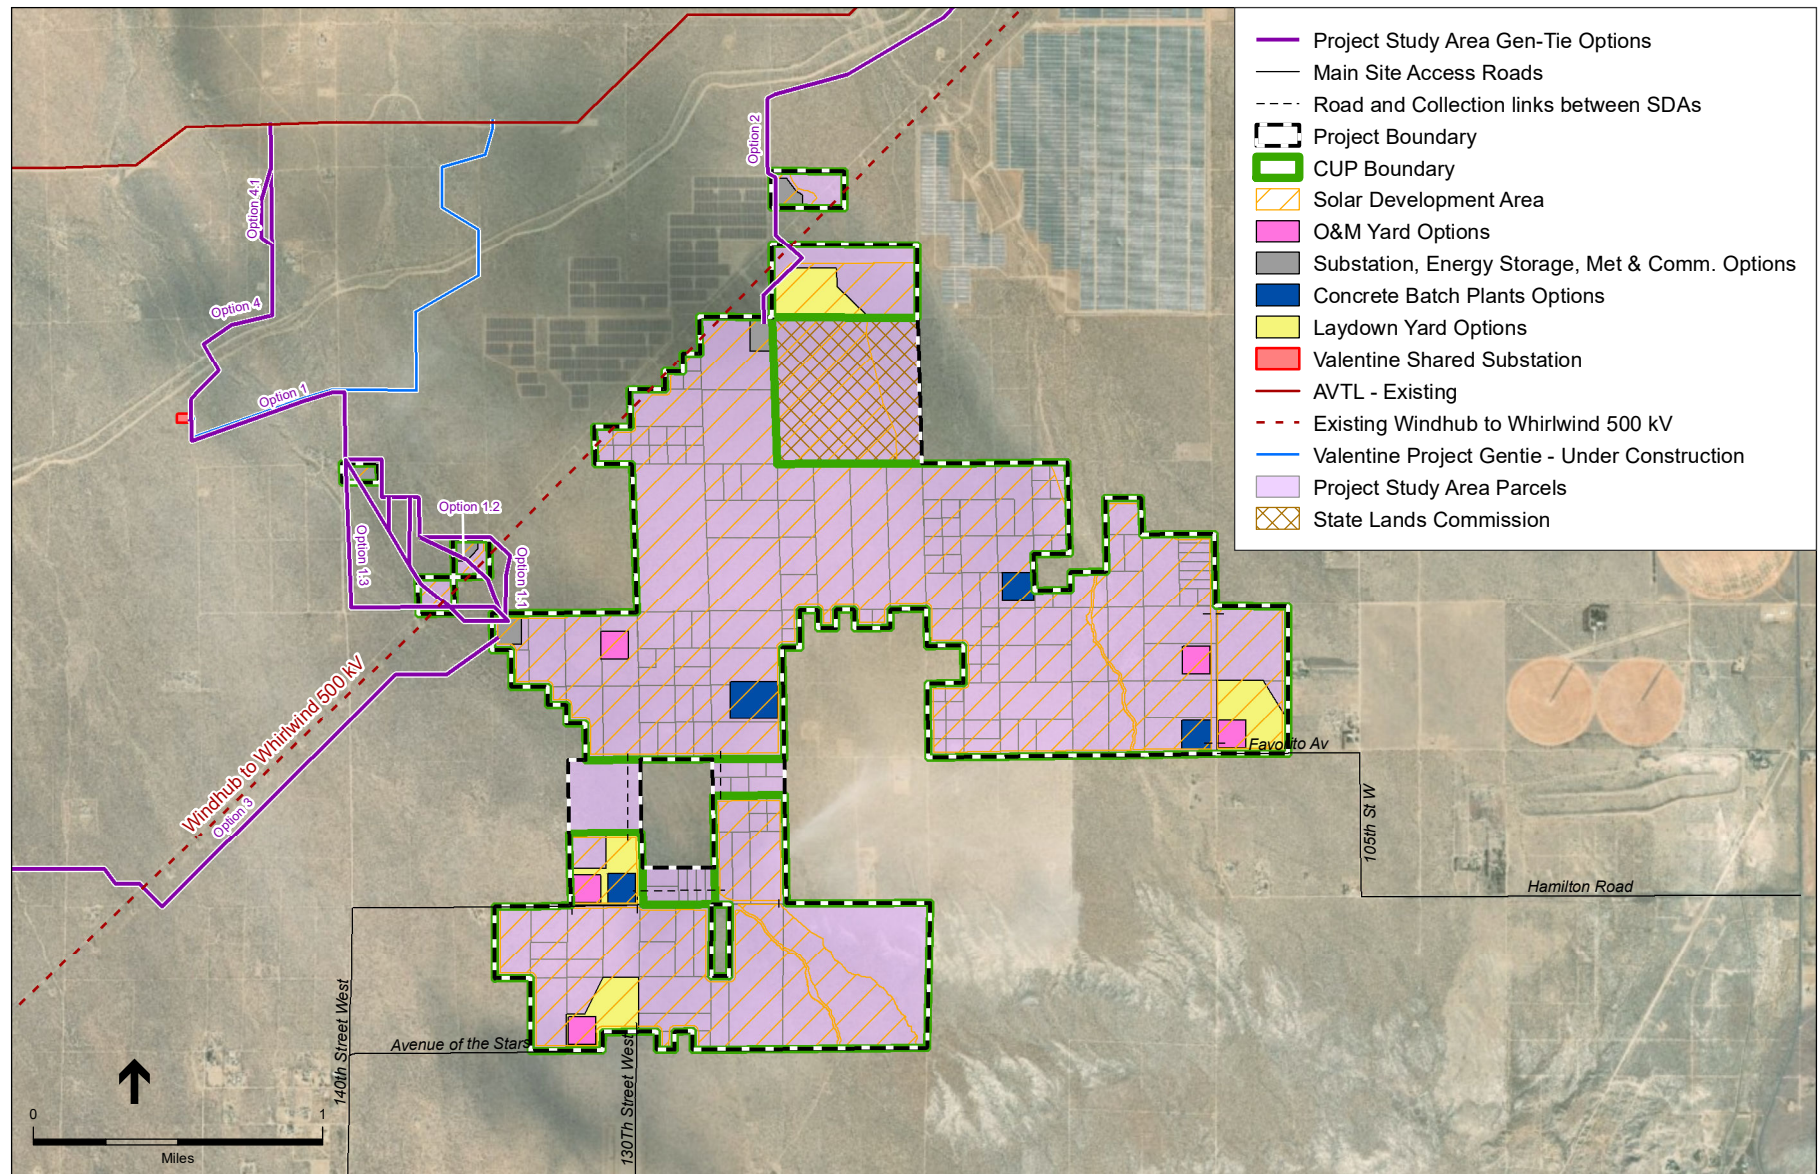 Project Study Area Gen-Tie Options
Main Site Access Roads
Road and Collection links between SDAs
Project Boundary
CUP Boundary
Solar Development Area
O&M Yard Options
Substation, Energy Storage, Met & Comm. Options
Concrete Batch Plants Options
Laydown Yard Options
Valentine Shared Substation
AVTL - Existing
Existing Windhub to Whirlwind 500 kV
Valentine Project Gentie - Under Construction
Project Study Area Parcels
State Lands Commission
Option 2
Option 4.1
Option 4
Option 1
Option 1.2
Option 1.3
Option 1.1
Windhub to Whirlwind 500 kV
Option 3
Favorito Av
105th St W
Hamilton Road
140th Street West
Avenue of the Stars
130Th Street West
0
1
Miles